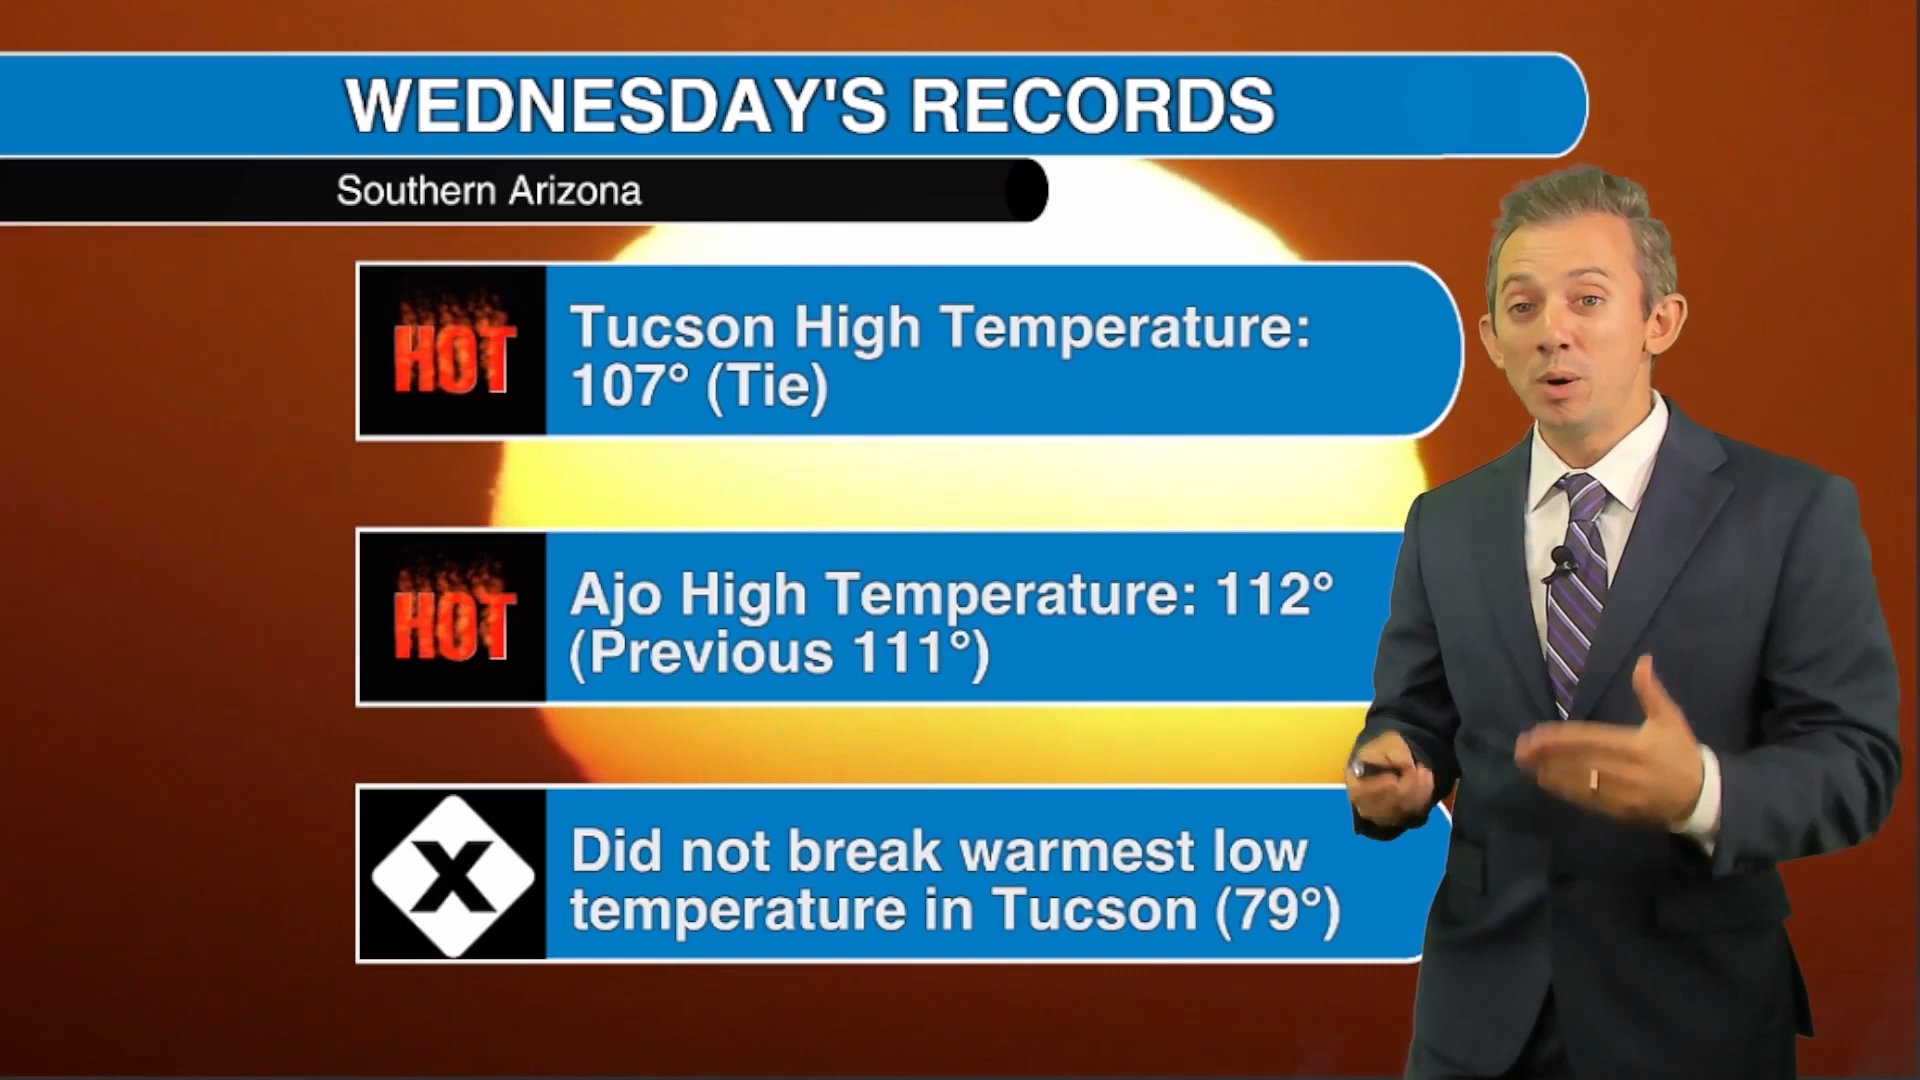 WEDNESDAY'S RECORDS
Southern Arizona
HOT
Tucson High Temperature:
107° (Tie)
HOT
Ajo High Temperature: 112°
(Previous 111°)
X
Did not break warmest low
temperature in Tucson (79°)